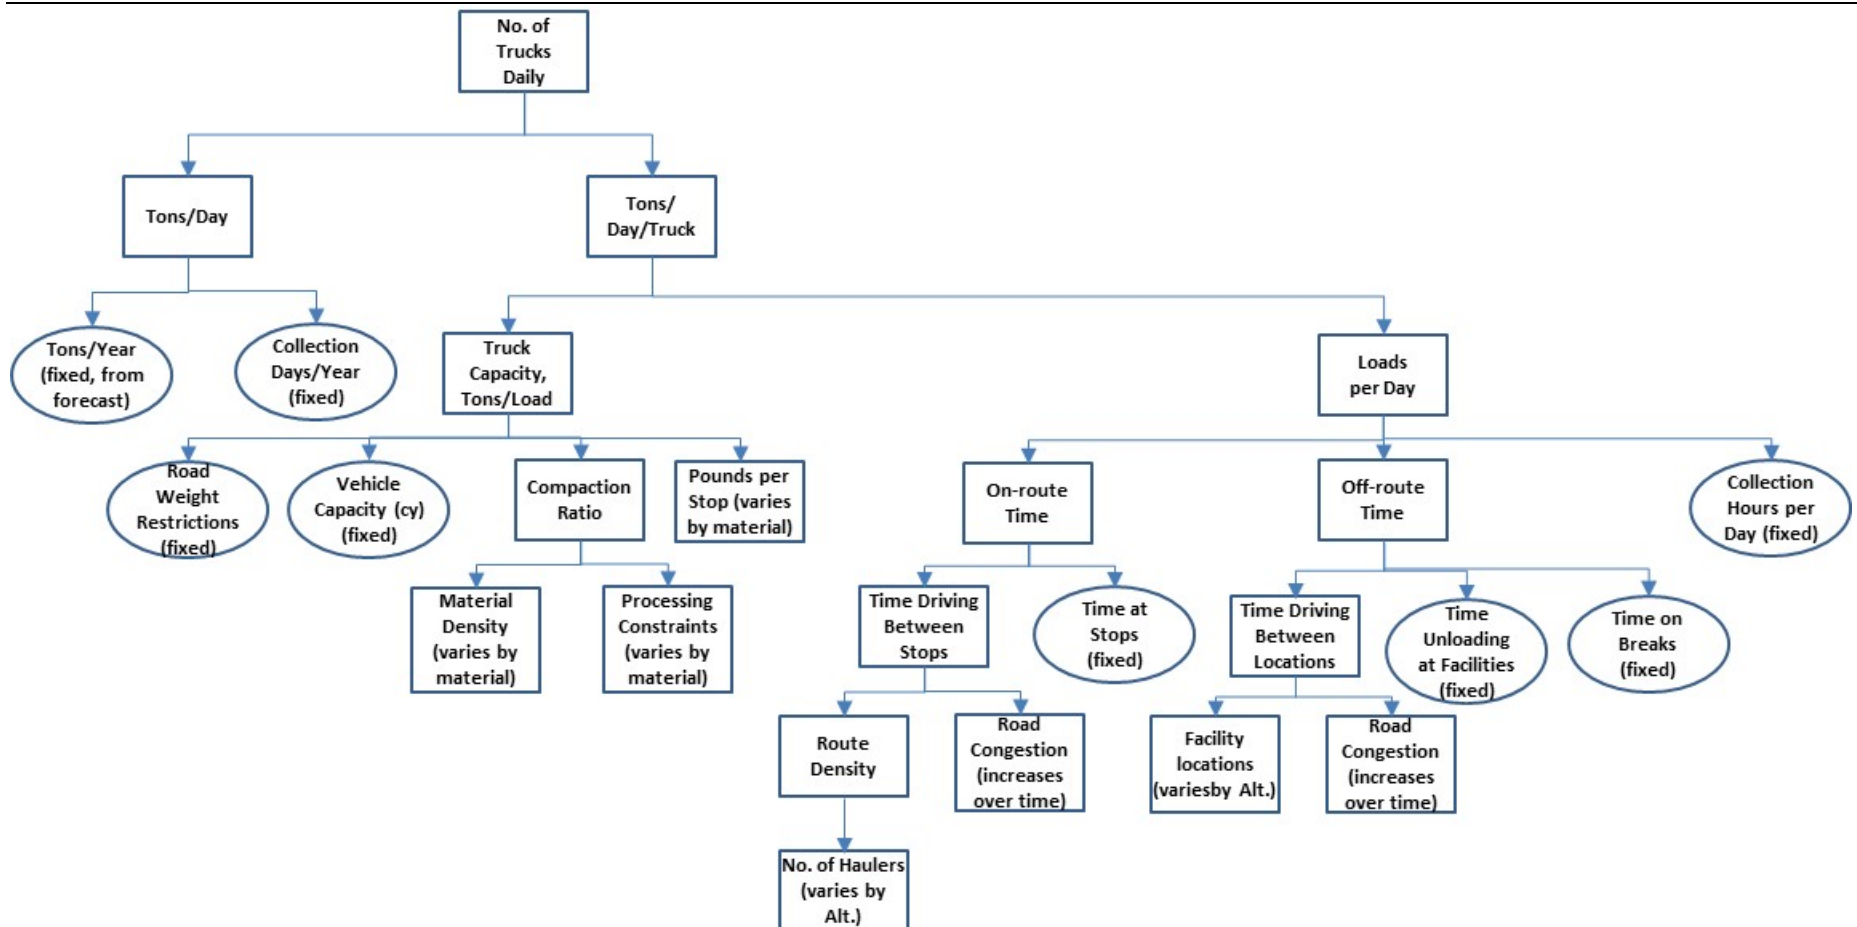 No. of
Trucks
Daily
Tons/Day
Tons/
Day/Truck
Tons/Year
(fixed, from
forecast)
Collection
Days/Year
(fixed)
Truck
Capacity,
Tons/Load
Loads
per Day
Road
Weight
Restrictions
(fixed)
Vehicle
Capacity (cy)
(fixed)
Compaction
Ratio
Pounds per
Stop (varies
by material)
On-route
Time
Off-route
Time
Collection
Hours per
Day (fixed)
Material
Density
(varies by
material)
Processing
Constraints
(varies by
material)
Time Driving
Between
Stops
Time at
Stops
(fixed)
Time Driving
Between
Locations
Time
Unloading
at Facilities
(fixed)
Time on
Breaks
(fixed)
Route
Density
Road
Congestion
(increases
over time)
Facility
locations
(variesby Alt.)
Road
Congestion
(increases
over time)
No. of Haulers
(varies by
Alt.)